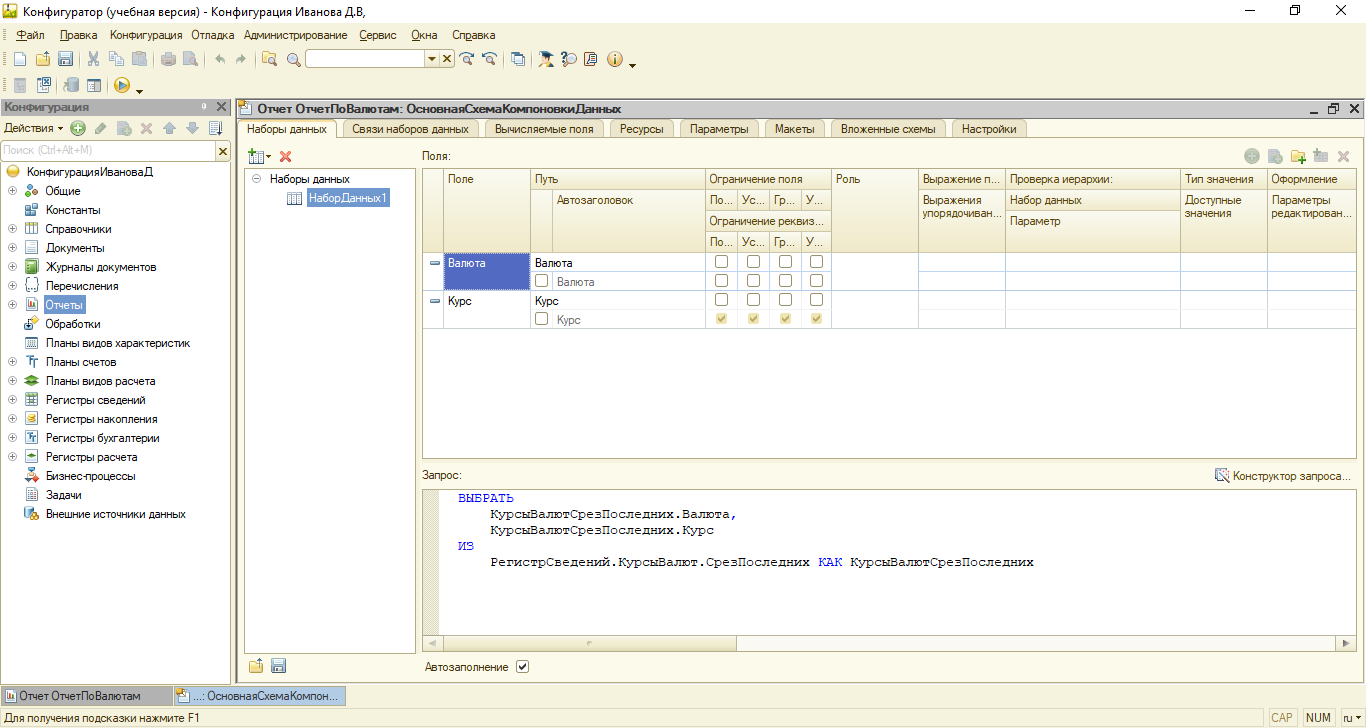 Конфигуратор (учебная версия) - Конфигурация Иванова Д.В,
Файл Правка Конфигурация Отладка Администрирование Сервис Окна Справка
Конфигурация
Действия
Поиск (Ctrl+Alt+M)
КонфигурацияИвановаД
Общие
Константы
Справочники
Документы
Журналы документов
Перечисления
Отчеты
Обработки
Планы видов характеристик
Планы счетов
Планы видов расчета
Регистры сведений
Регистры накопления
Регистры бухгалтерии
Регистры расчета
Бизнес-процессы
Задачи
Внешние источники данных
Отчет ОтчетПоВалютам: ОсновнаяСхемаКомпоновкиДанных
Наборы данных Связи наборов данных Вычисляемые поля Ресурсы Параметры Макеты Вложенные схемы Настройки
Наборы данных
НаборДанных1
Поля:
Поле Путь Ограничение поля Роль Выражение п... Проверка иерархии: Тип значения Оформление
Автозаголовок По... Ус... Гр... У... Выражения упорядочиван... Набор данных Доступные значения Параметры редактирован...
Ограничение реквиз... Параметр
По... Ус... Гр... У...
Валюта Валюта
Валюта
Курс Курс
Курс
Запрос: Конструктор запроса...
ВЫБРАТЬ
КурсыВалютСрезПоследних.Валюта,
КурсыВалютСрезПоследних.Курс
ИЗ
РегистрСведений.КурсыВалют.СрезПоследних КАК КурсыВалютСрезПоследних
Автозаполнение
Отчет ОтчетПоВалютам ...: ОсновнаяСхемаКомпон...
Для получения подсказки нажмите F1 CAP NUM ru